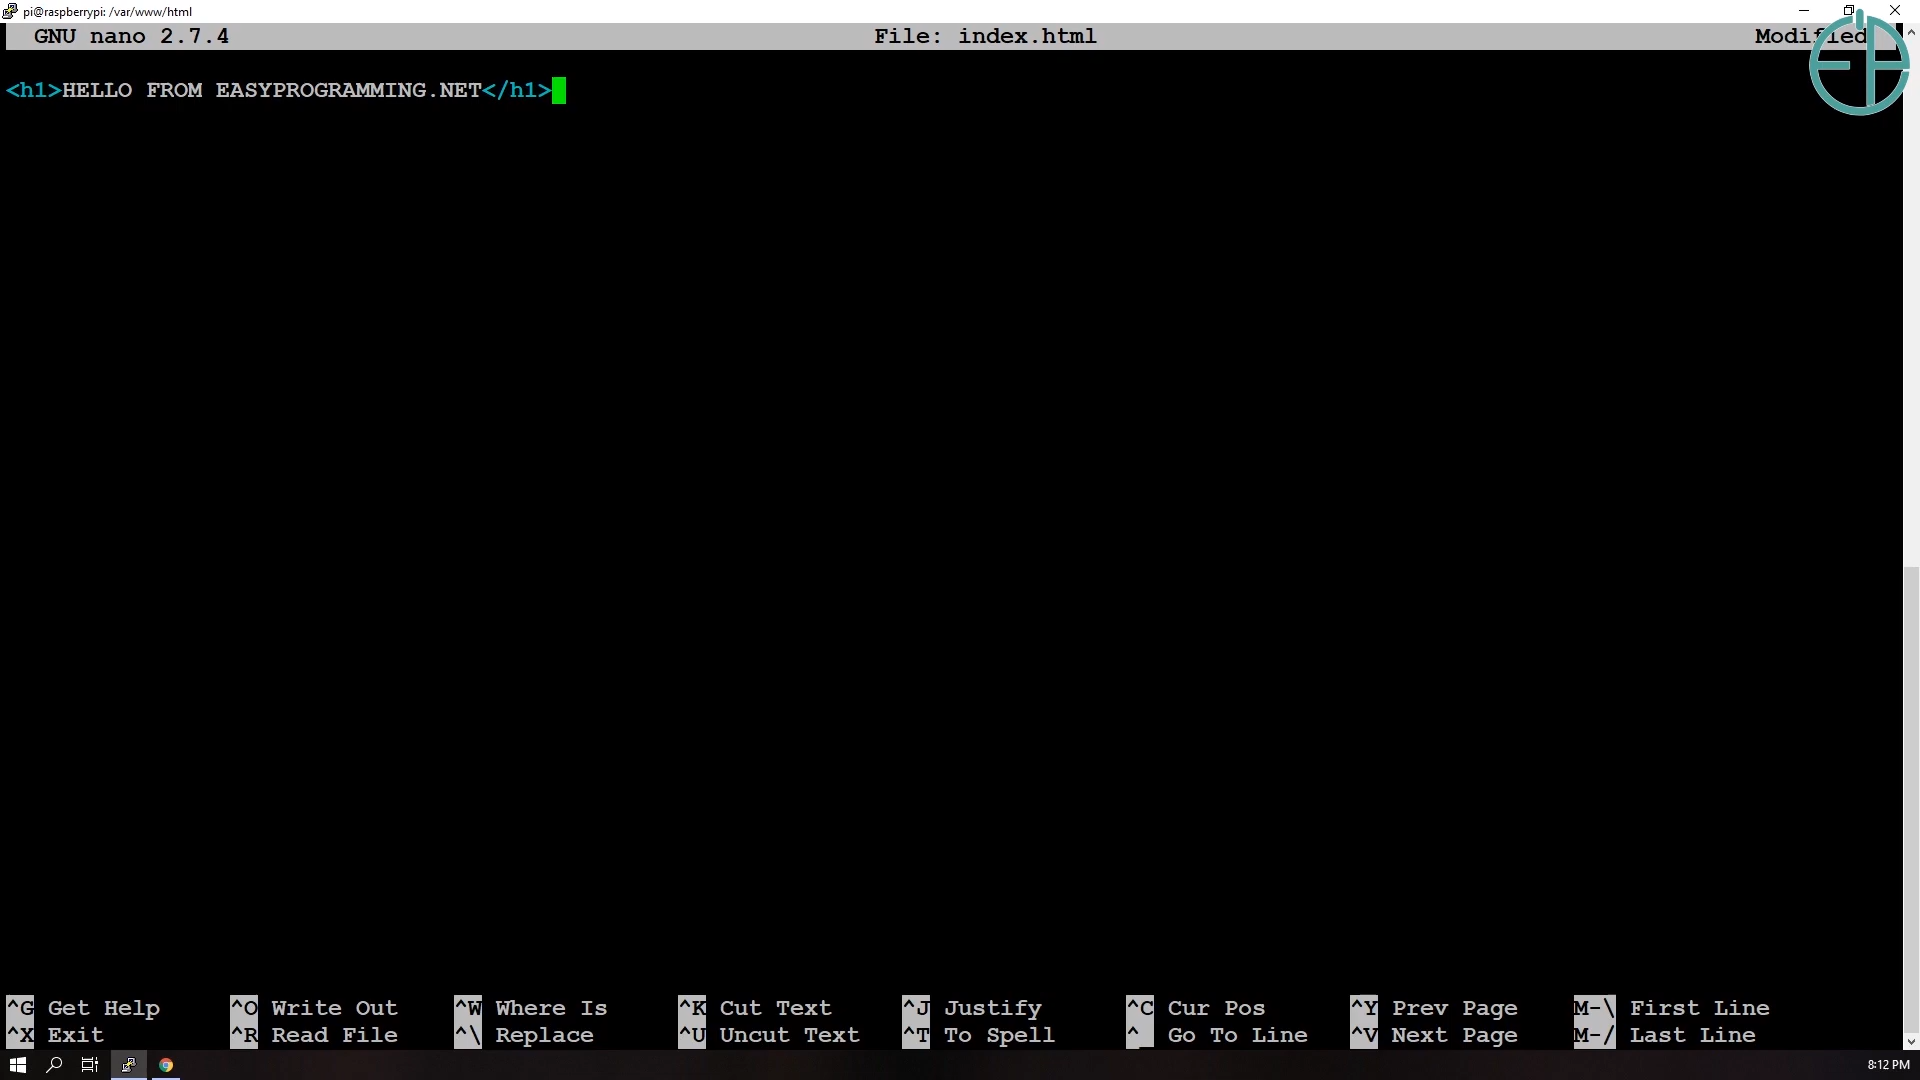 pi@raspberrypi: /var/www/html
GNU nano 2.7.4 File: index.html Modified
<h1>HELLO FROM EASYPROGRAMMING.NET</h1>
^G Get Help ^O Write Out ^W Where Is ^K Cut Text ^J Justify ^C Cur Pos ^Y Prev Page M-\ First Line
^X Exit ^R Read File ^\ Replace ^U Uncut Text ^T To Spell ^_ Go To Line ^V Next Page M-/ Last Line
8:12 PM